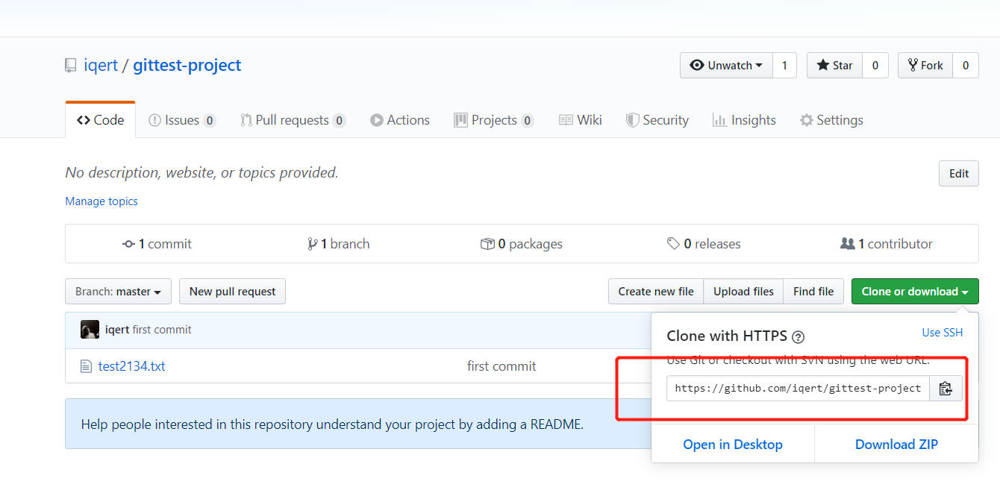 iqert / gittest-project
Unwatch 1 Star 0 Fork 0
Code Issues 0 Pull requests 0 Actions Projects 0 Wiki Security Insights Settings
No description, website, or topics provided.
Edit
Manage topics
1 commit 1 branch 0 packages 0 releases 1 contributor
Branch: master New pull request Create new file Upload files Find file Clone or download
iqert first commit
Clone with HTTPS ? Use SSH
Use Git or checkout with SVN using the web URL.
test2134.txt first commit
https://github.com/iqert/gittest-project
Help people interested in this repository understand your project by adding a README.
Open in Desktop Download ZIP